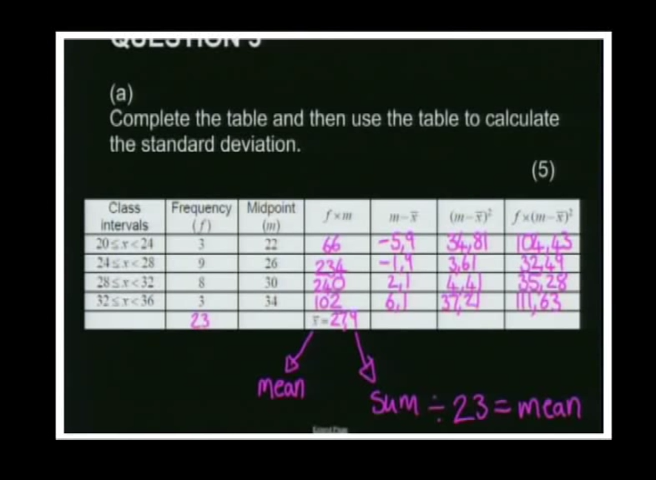 QUESTION 3
(a)
Complete the table and then use the table to calculate
the standard deviation.
(5)
Class intervals Frequency (f) Midpoint (m) f×m m−x̄ (m−x̄)² f×(m−x̄)²
20≤x<24 3 22 66 −5,9 34,81 104,43
24≤x<28 9 26 234 −1,9 3,61 32,49
28≤x<32 8 30 240 2,1 4,41 35,28
32≤x<36 3 34 102 6,1 37,21 111,63
23 x̄=27,9
mean
sum ÷ 23 = mean